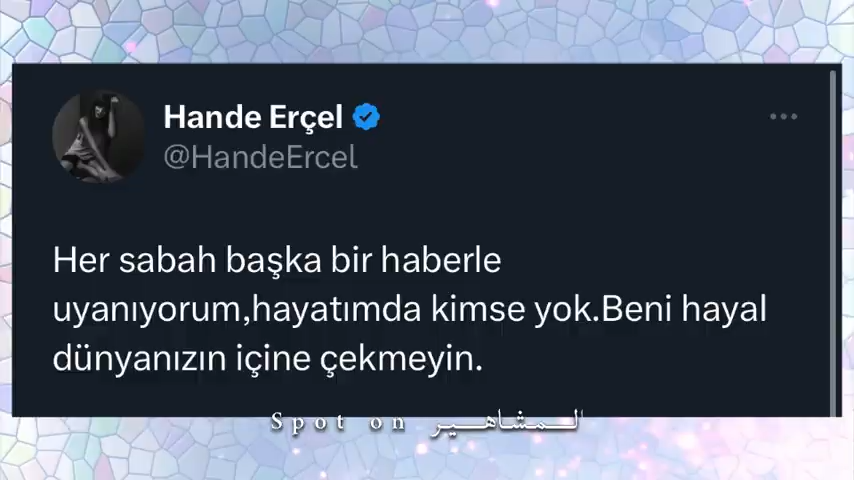 Hande Erçel
@HandeErcel
Her sabah başka bir haberle
uyanıyorum,hayatımda kimse yok.Beni hayal
dünyanızın içine çekmeyin.
Spot on المشاهير